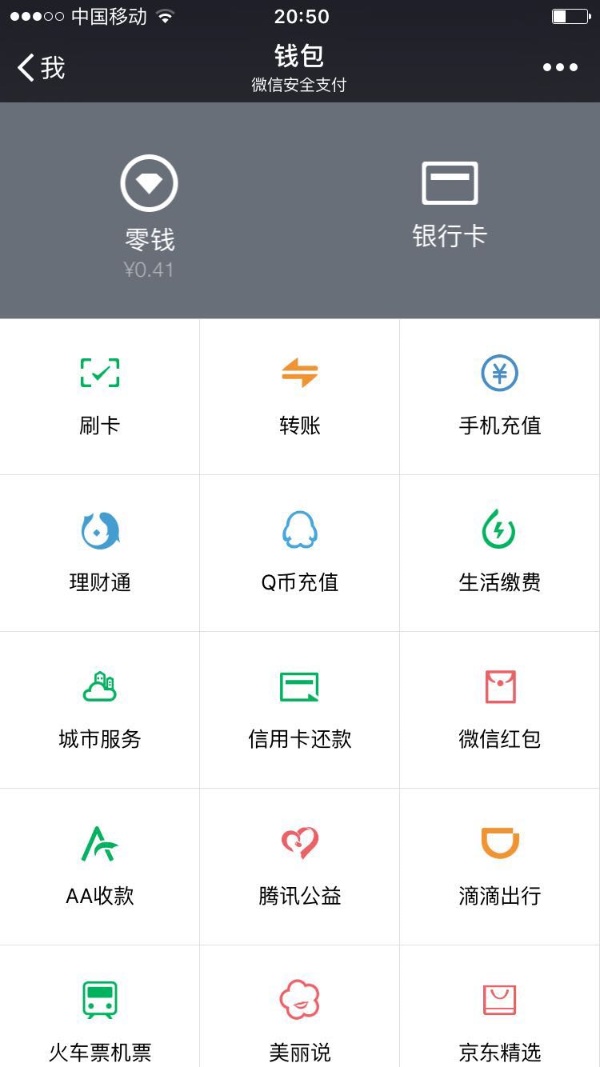 中国移动 20:50
我 钱包
微信安全支付
零钱 银行卡
¥0.41
刷卡 转账 手机充值
理财通 Q币充值 生活缴费
城市服务 信用卡还款 微信红包
AA收款 腾讯公益 滴滴出行
火车票机票 美丽说 京东精选